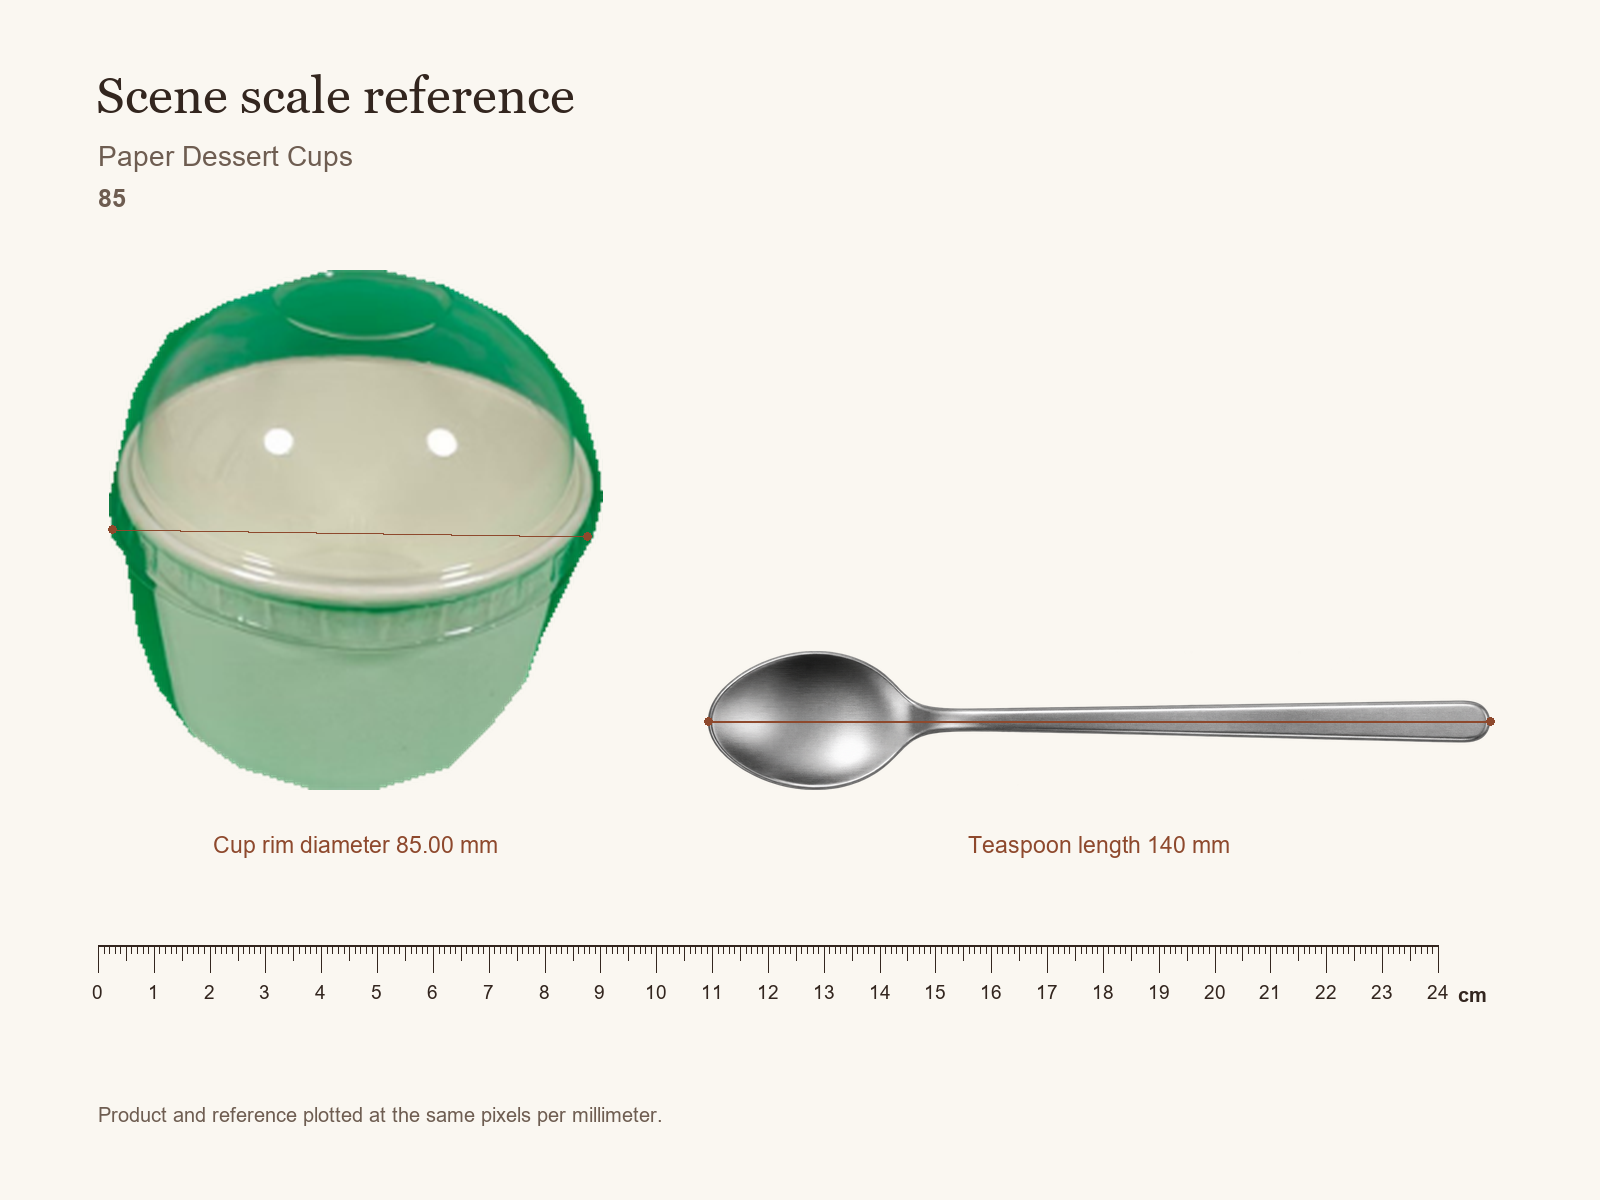 Scene scale reference
Paper Dessert Cups
85
Cup rim diameter 85.00 mm
Teaspoon length 140 mm
0 1 2 3 4 5 6 7 8 9 10 11 12 13 14 15 16 17 18 19 20 21 22 23 24 cm
Product and reference plotted at the same pixels per millimeter.